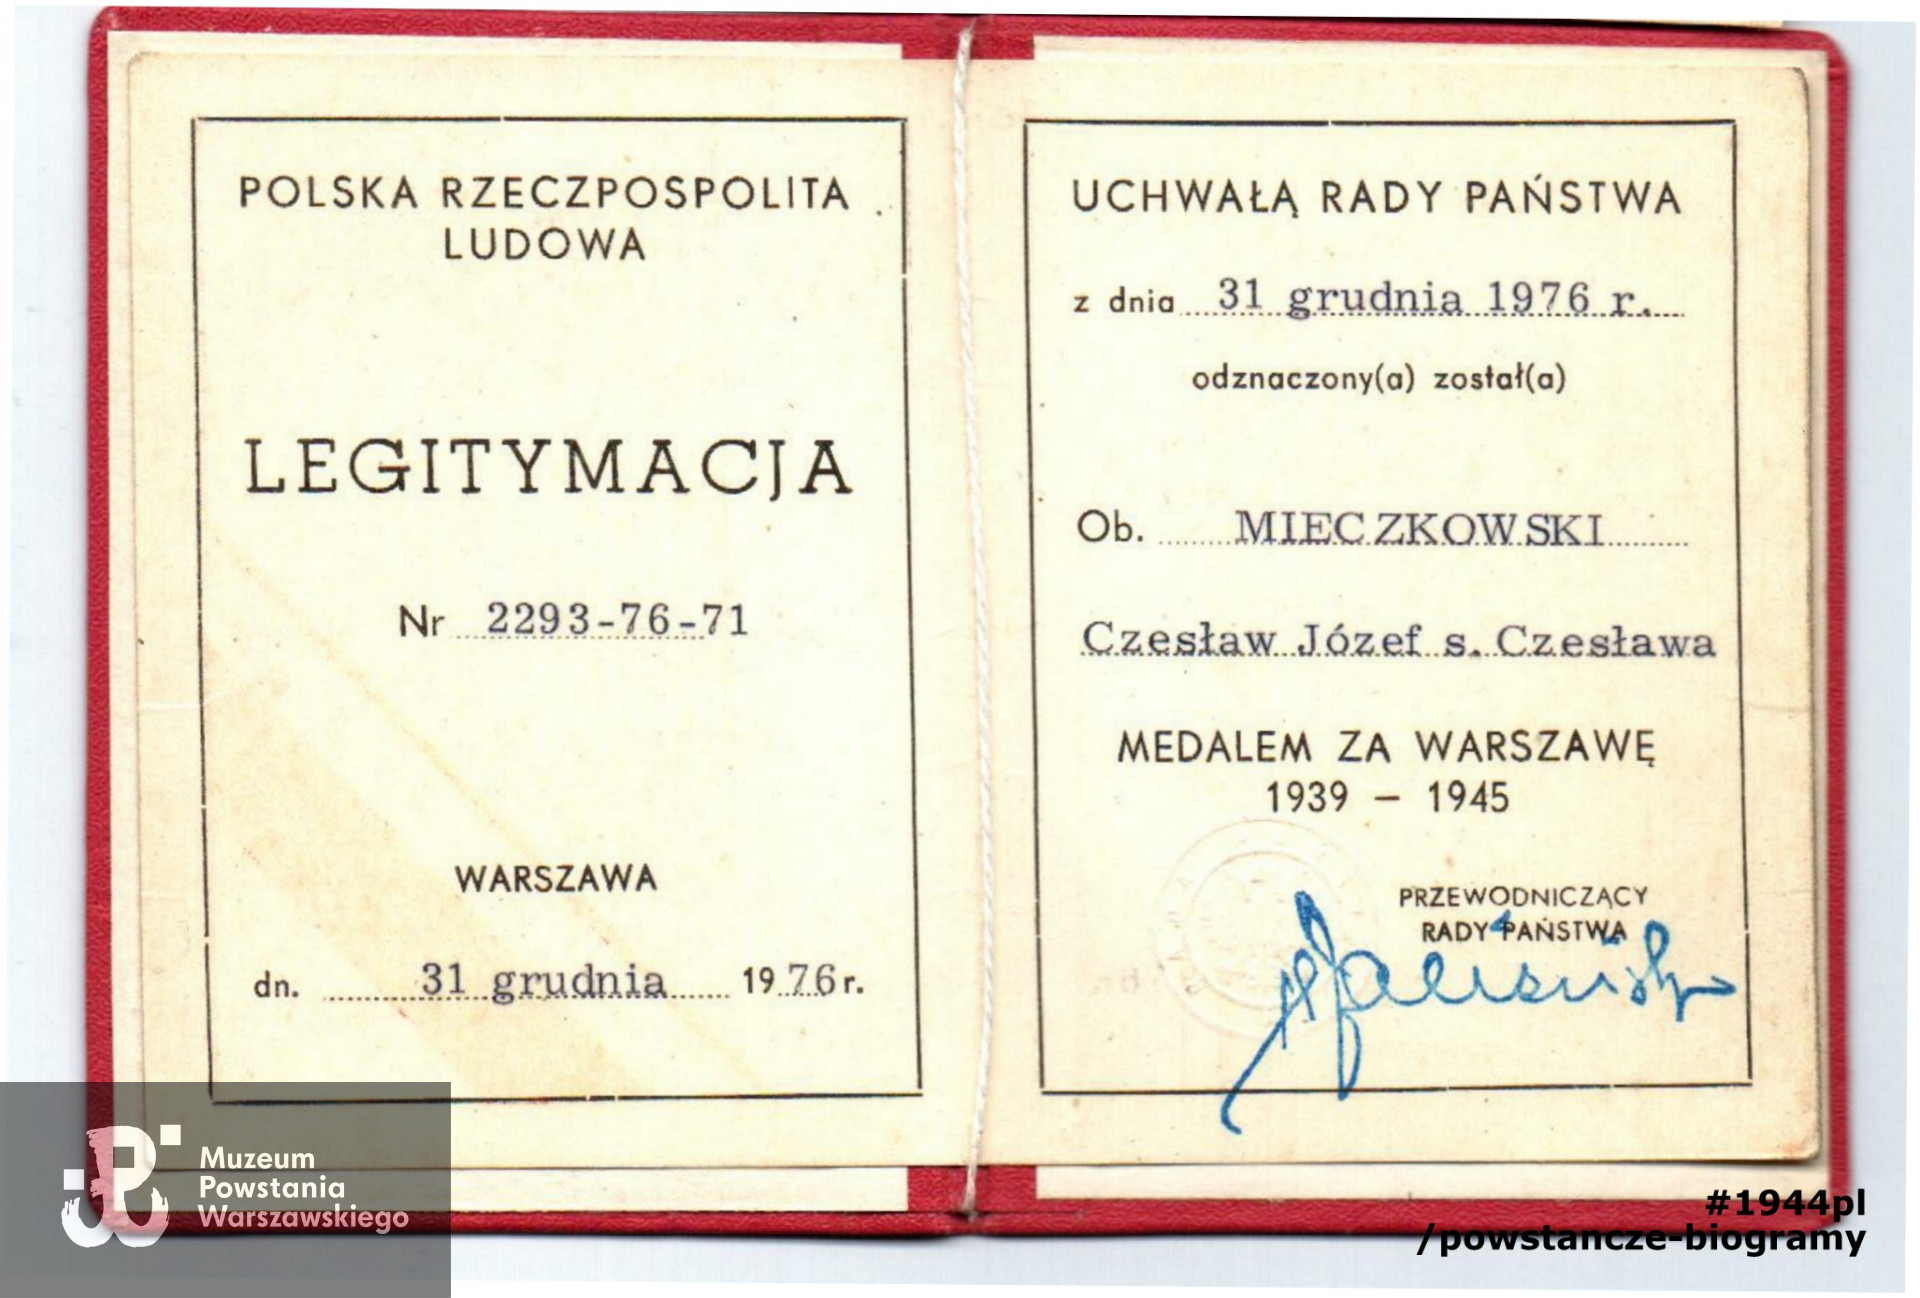 POLSKA RZECZPOSPOLITA
LUDOWA
LEGITYMACJA
Nr 2293-76-71
WARSZAWA
dn. 31 grudnia 1976 r.
UCHWAŁĄ RADY PAŃSTWA
z dnia 31 grudnia 1976 r.
odznaczony(a) został(a)
Ob. MIECZKOWSKI
Czesław Józef s. Czesława
MEDALEM ZA WARSZAWĘ
1939 – 1945
PRZEWODNICZĄCY
RADY PAŃSTWA
Muzeum
Powstania
Warszawskiego
#1944pl
/powstancze-biogramy